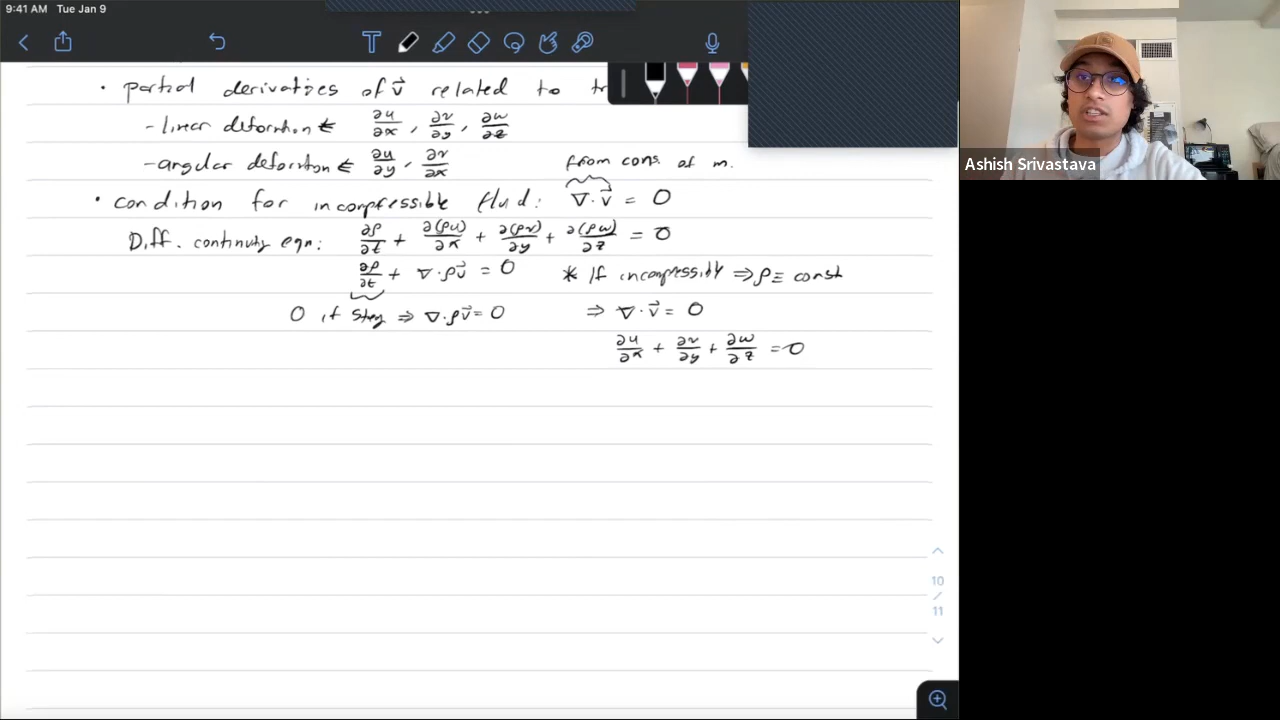 9:41 AM Tue Jan 9
• partial derivatives of v⃗ related to tr
- linear deformation ← ∂u/∂x , ∂v/∂y , ∂w/∂z
- angular deformation ← ∂u/∂y , ∂v/∂x
from cons. of m.
• condition for incompressible fluid: ∇·v⃗ = 0
Diff. continuity eqn: ∂ρ/∂t + ∂(ρu)/∂x + ∂(ρv)/∂y + ∂(ρw)/∂z = 0
∂ρ/∂t + ∇·ρv⃗ = 0 * If incompressibly ⇒ ρ ≡ const
0 if ⇒ ∇·ρv⃗ = 0 ⇒ ∇·v⃗ = 0
∂u/∂x + ∂v/∂y + ∂w/∂z = 0
10
/
11
Ashish Srivastava